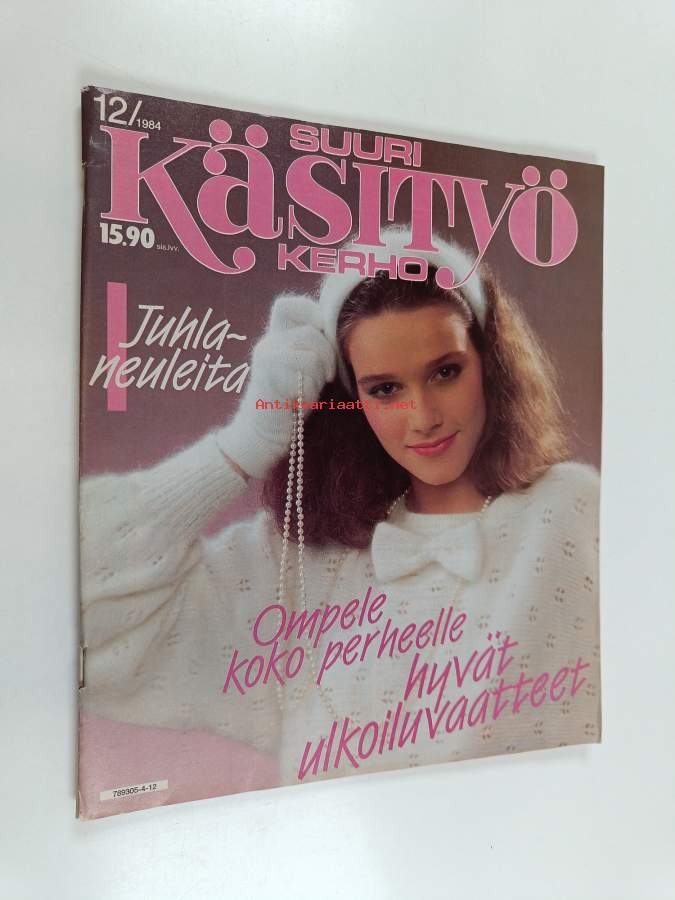 12/1984
SUURI
KÄSITYÖ
KERHO
15.90 sis.lvv.
Juhla-
neuleita
Antikvariaatti.net
Ompele
koko perheelle
hyvät
ulkoiluvaatteet
789305-4-12